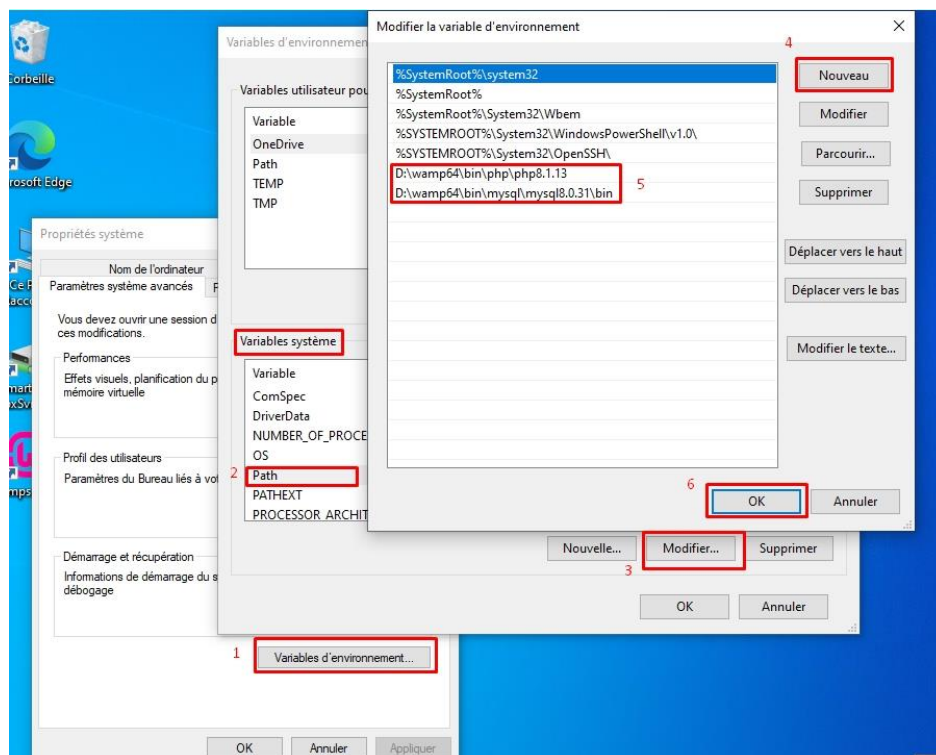 Corbeille
rosoft Edge
Propriétés système
Nom de l'ordinateur
Paramètres système avancés
Vous devez ouvrir une session d
ces modifications.
Performances
Effets visuels, planification du p
mémoire virtuelle
Profil des utilisateurs
Paramètres du Bureau liés à vot
Démarrage et récupération
Informations de démarrage du s
débogage
1
Variables d'environnement...
OK
Annuler
Appliquer
Variables d'environnemen
Variables utilisateur pou
Variable
OneDrive
Path
TEMP
TMP
Variables système
Variable
ComSpec
DriverData
NUMBER_OF_PROCE
OS
2
Path
PATHEXT
PROCESSOR_ARCHIT
Nouvelle...
Modifier...
Supprimer
3
OK
Annuler
Modifier la variable d'environnement
4
%SystemRoot%\system32
%SystemRoot%
%SystemRoot%\System32\Wbem
%SYSTEMROOT%\System32\WindowsPowerShell\v1.0\
%SYSTEMROOT%\System32\OpenSSH\
D:\wamp64\bin\php\php8.1.13
D:\wamp64\bin\mysql\mysql8.0.31\bin
5
Nouveau
Modifier
Parcourir...
Supprimer
Déplacer vers le haut
Déplacer vers le bas
Modifier le texte...
6
OK
Annuler